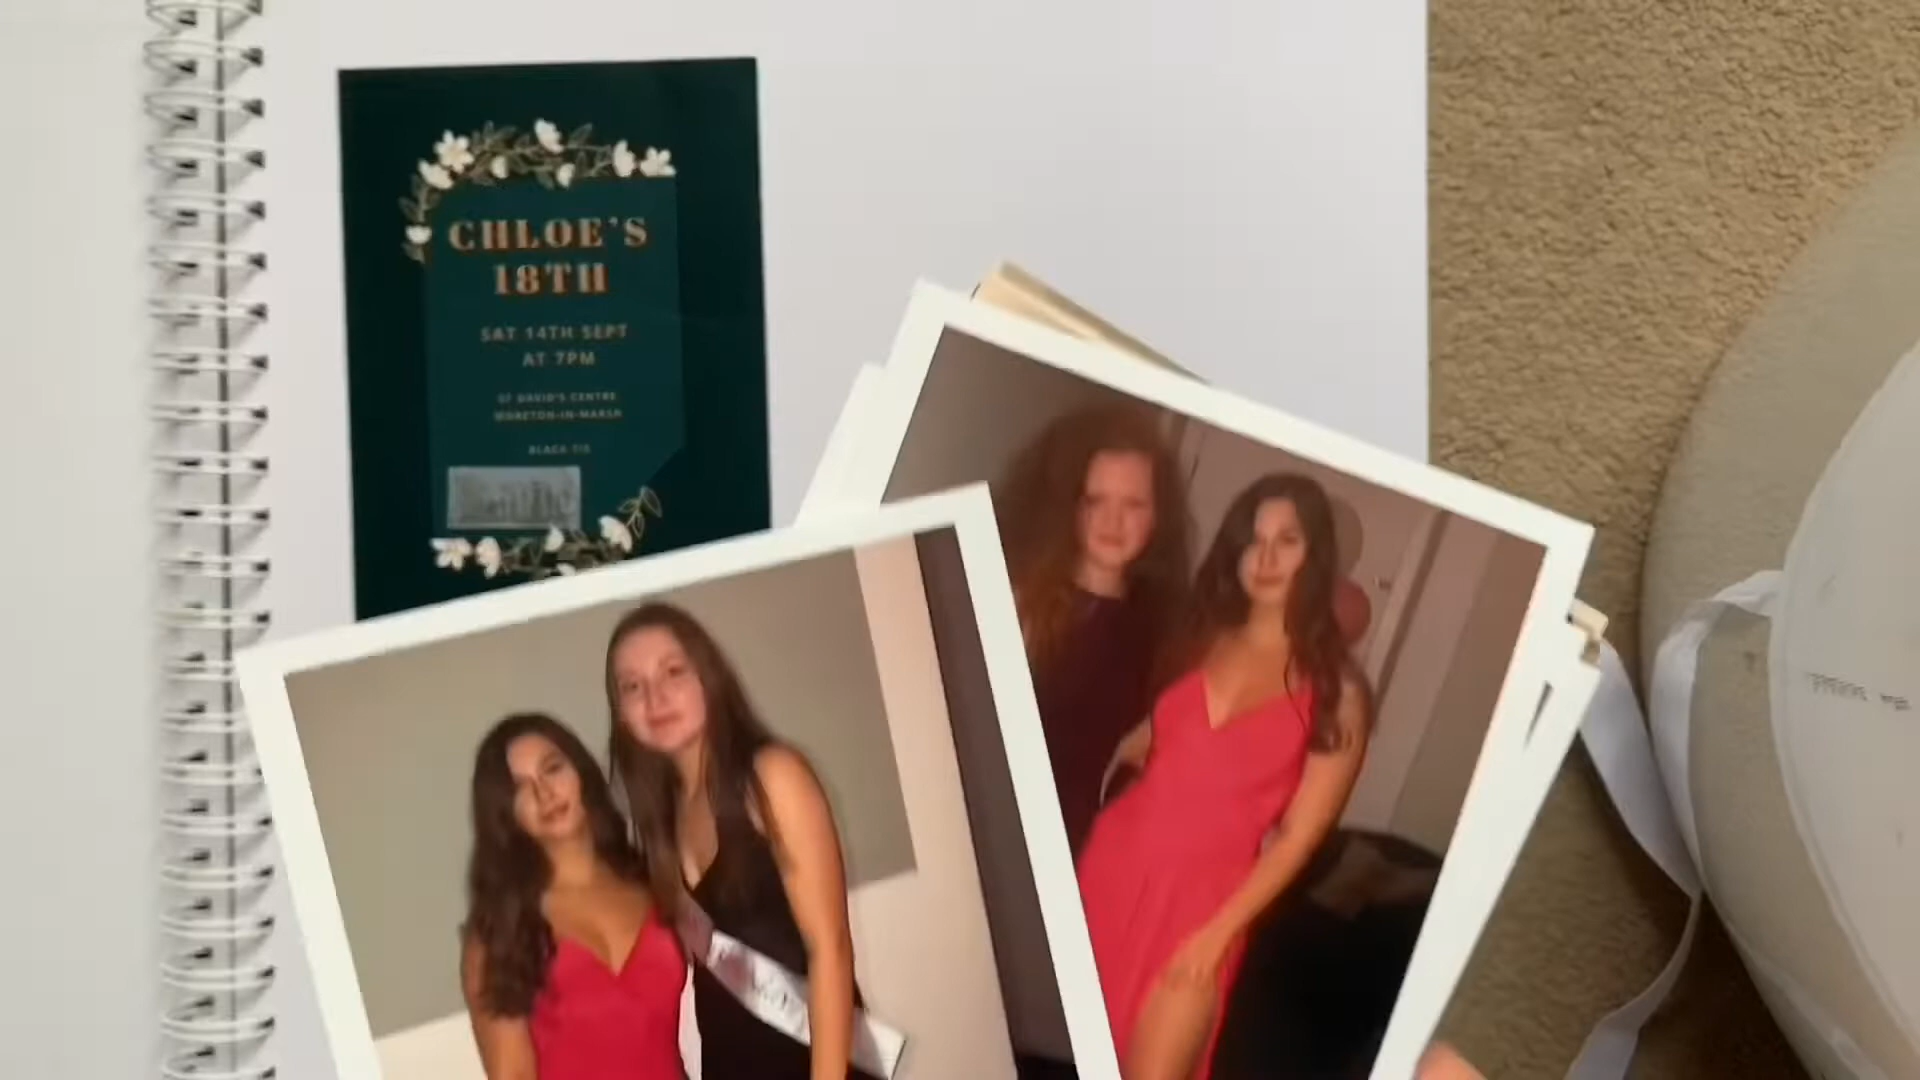 CHLOE'S
18TH
SAT 14TH SEPT
AT 7PM
ST DAVID'S CENTRE
MORETON-IN-MARSH
BLACK TIE